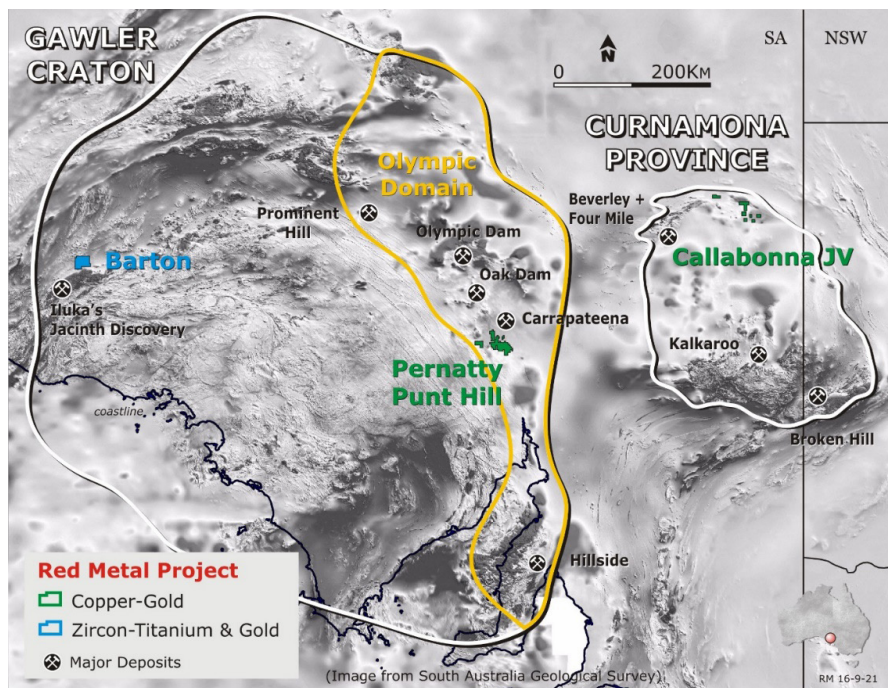 GAWLER
CRATON
N
0 200KM
SA NSW
CURNAMONA
PROVINCE
Olympic
Domain
Prominent
Hill
Beverley +
Four Mile
Olympic Dam
Callabonna JV
Barton
Oak Dam
Iluka's
Jacinth Discovery
Carrapateena
Kalkaroo
Pernatty
Punt Hill
coastline
Broken Hill
Hillside
Red Metal Project
Copper-Gold
Zircon-Titanium & Gold
Major Deposits
(Image from South Australia Geological Survey)
RM 16-9-21